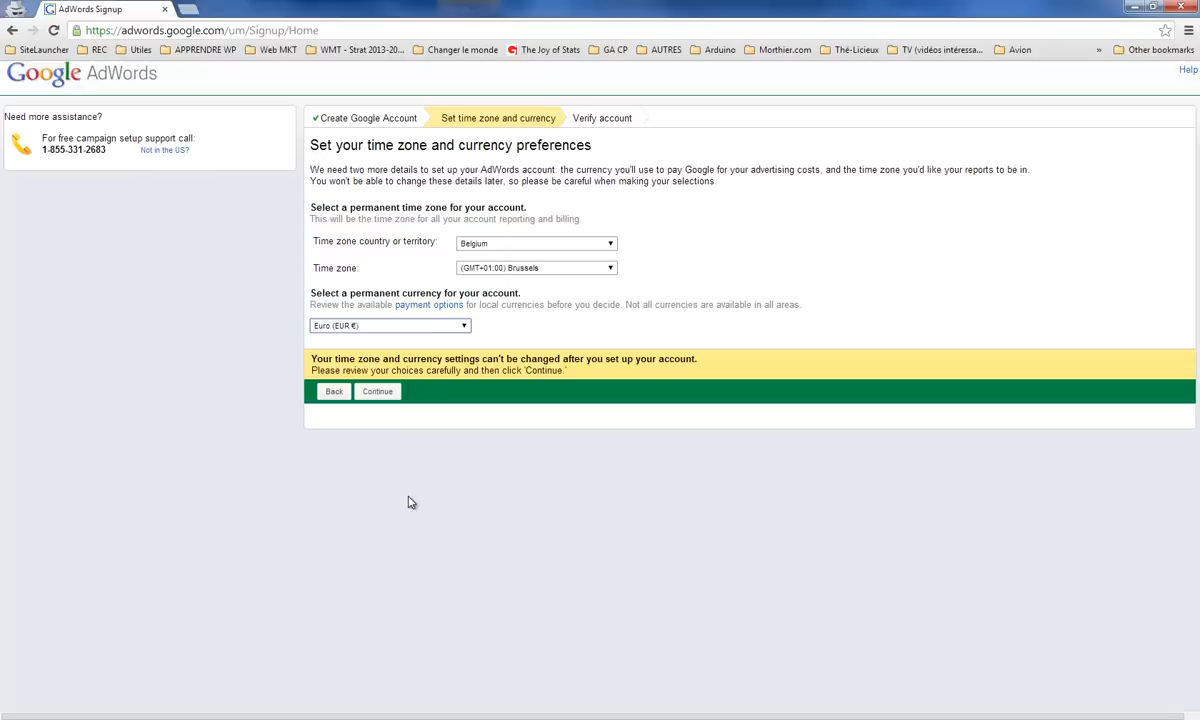 AdWords Signup
https://adwords.google.com/um/Signup/Home
SiteLauncher REC Utiles APPRENDRE WP Web MKT WMT - Strat 2013-20... Changer le monde The Joy of Stats GA CP AUTRES Arduino Morthier.com Thé-Licieux TV (vidéos intéressa... Avion » Other bookmarks
Google AdWords
Help
Need more assistance?
For free campaign setup support call:
1-855-331-2683 Not in the US?
✓Create Google Account Set time zone and currency Verify account
Set your time zone and currency preferences
We need two more details to set up your AdWords account: the currency you'll use to pay Google for your advertising costs, and the time zone you'd like your reports to be in.
You won't be able to change these details later, so please be careful when making your selections.
Select a permanent time zone for your account.
This will be the time zone for all your account reporting and billing.
Time zone country or territory: Belgium
Time zone: (GMT+01:00) Brussels
Select a permanent currency for your account.
Review the available payment options for local currencies before you decide. Not all currencies are available in all areas.
Euro (EUR €)
Your time zone and currency settings can't be changed after you set up your account.
Please review your choices carefully and then click 'Continue.'
Back Continue